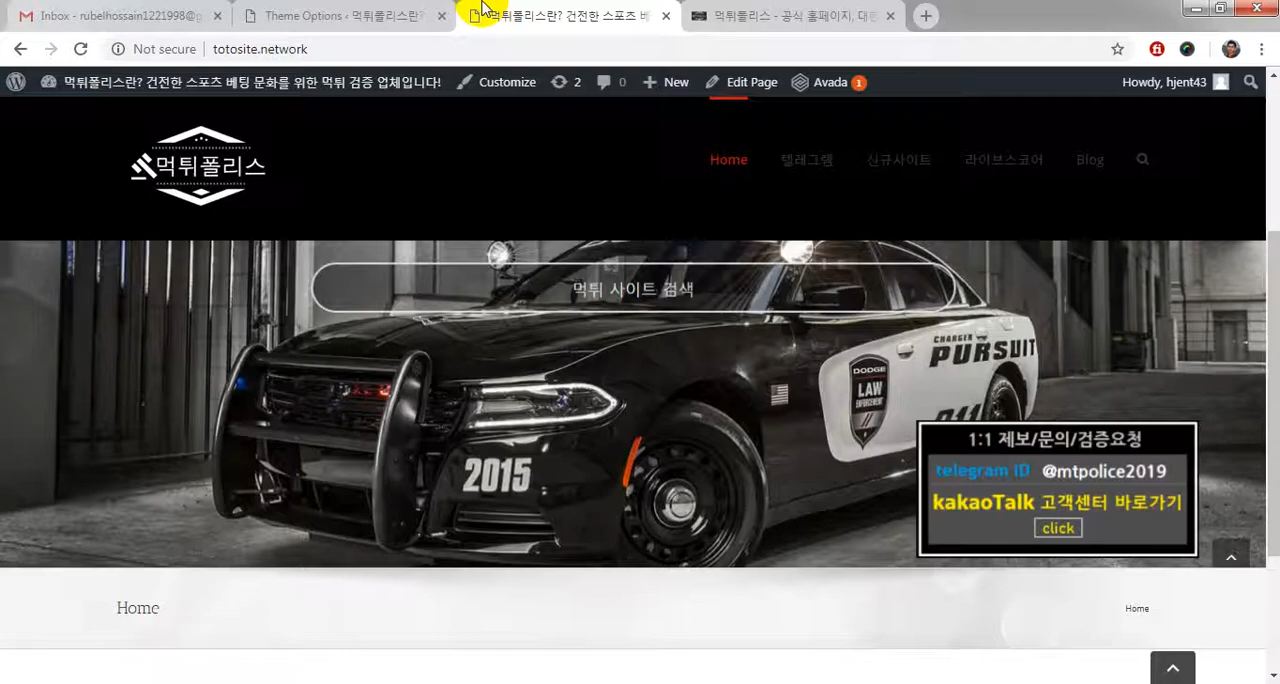 Inbox - rubelhossain1221998@g
Theme Options ‹ 먹튀폴리스란?
먹튀폴리스란? 건전한 스포츠 베
먹튀폴리스 - 공식 홈페이지, 대한
Not secure
totosite.network
먹튀폴리스란? 건전한 스포츠 베팅 문화를 위한 먹튀 검증 업체입니다!
Customize
2
0
New
Edit Page
Avada
1
Howdy, hjent43
먹튀폴리스
Home
텔레그램
신규사이트
라이브스코어
Blog
먹튀 사이트 검색
CHARGER
PURSUIT
DODGE
LAW
ENFORCEMENT
911
2015
1:1 제보/문의/검증요청
telegram ID @mtpolice2019
kakaoTalk 고객센터 바로가기
click
Home
Home